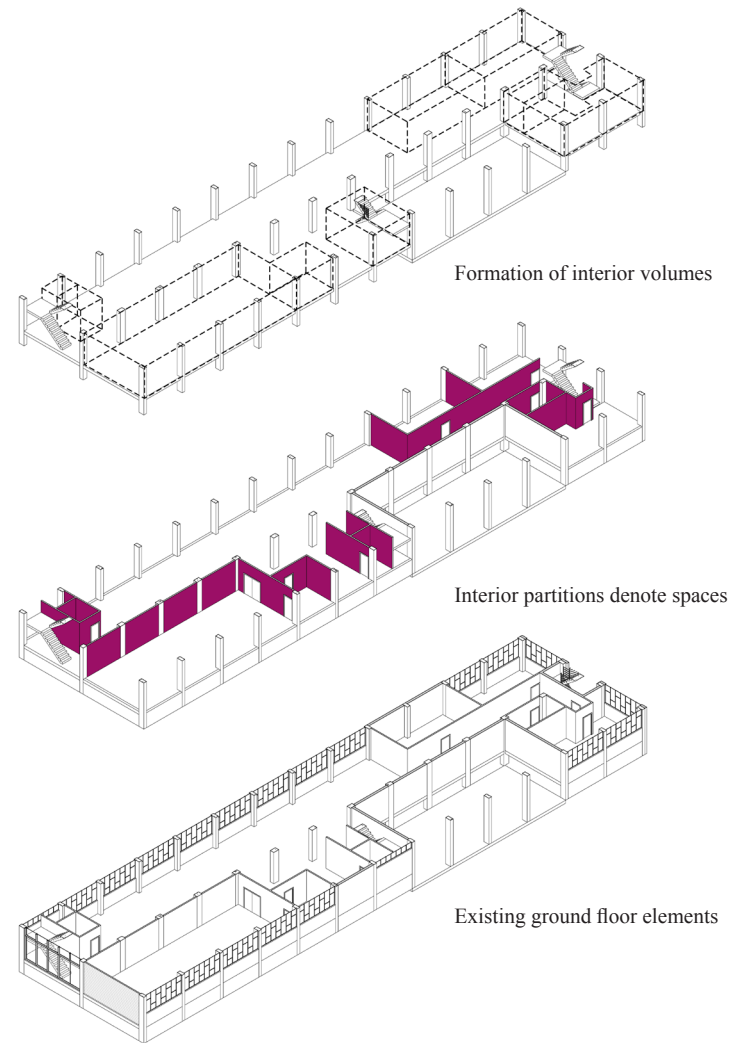 Formation of interior volumes
Interior partitions denote spaces
Existing ground floor elements